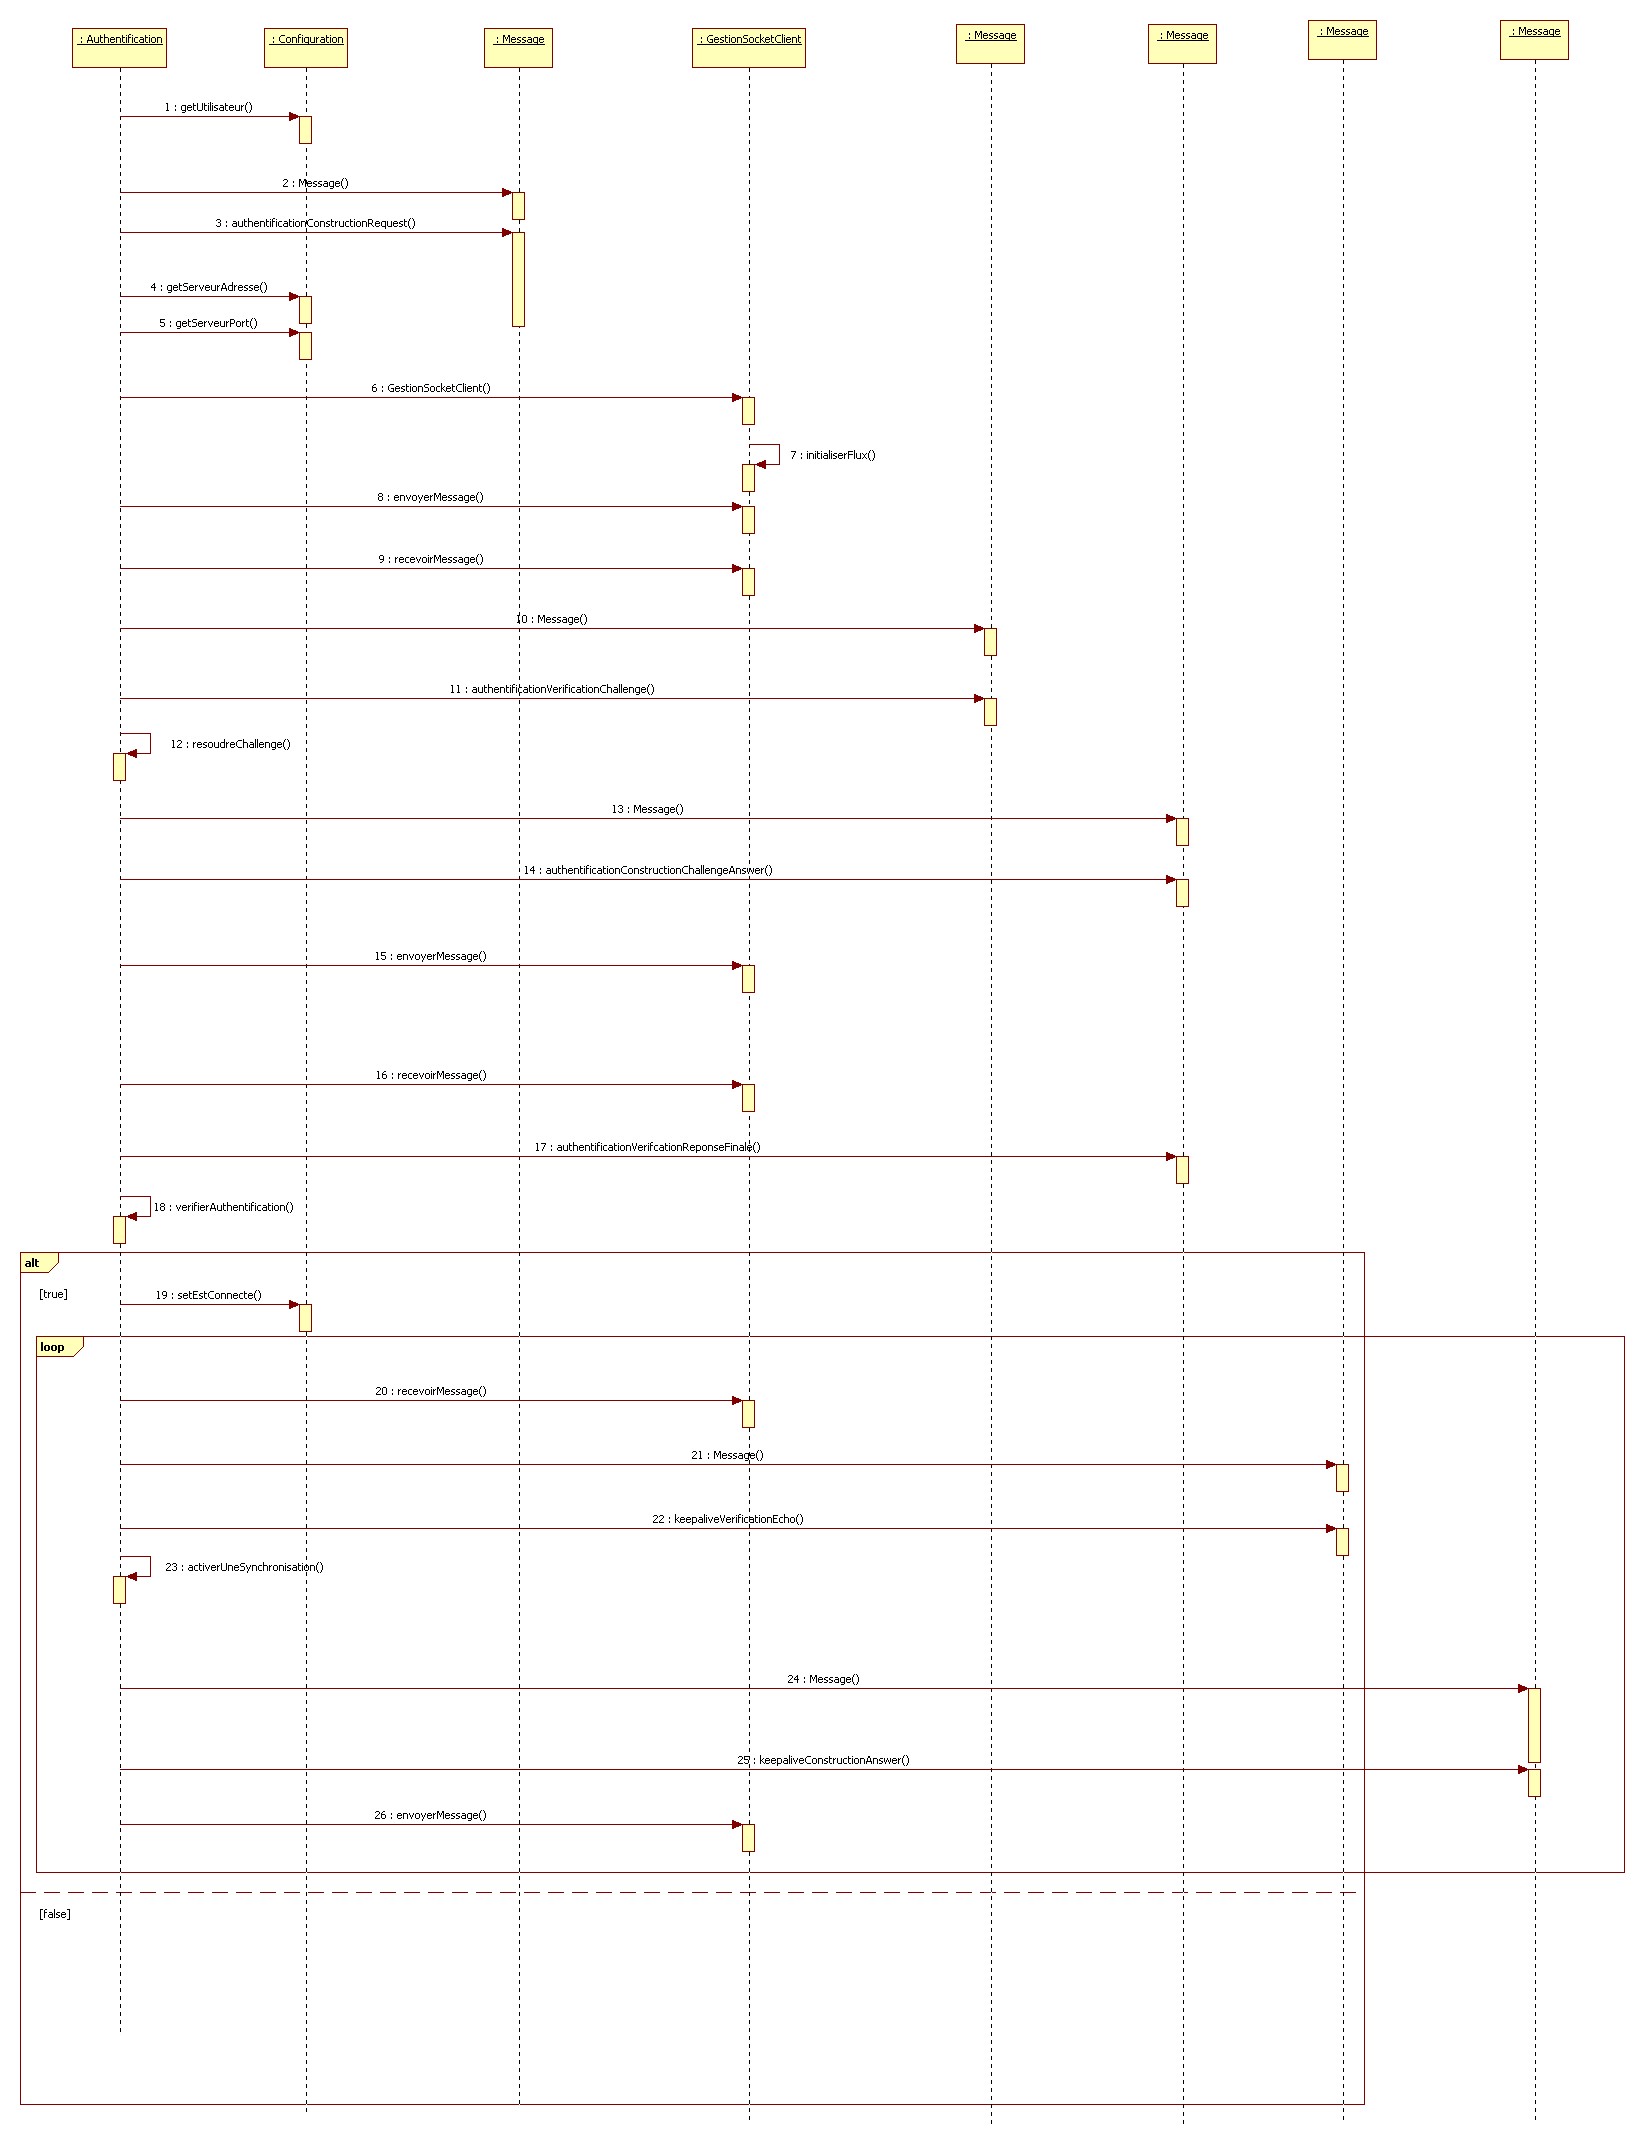 : Authentification
: Configuration
: Message
: GestionSocketClient
: Message
: Message
: Message
: Message
1 : getUtilisateur()
2 : Message()
3 : authentificationConstructionRequest()
4 : getServeurAdresse()
5 : getServeurPort()
6 : GestionSocketClient()
7 : initialiserFlux()
8 : envoyerMessage()
9 : recevoirMessage()
10 : Message()
11 : authentificationVerificationChallenge()
12 : resoudreChallenge()
13 : Message()
14 : authentificationConstructionChallengeAnswer()
15 : envoyerMessage()
16 : recevoirMessage()
17 : authentificationVerifcationReponseFinale()
18 : verifierAuthentification()
alt
[true]
19 : setEstConnecte()
loop
20 : recevoirMessage()
21 : Message()
22 : keepaliveVerificationEcho()
23 : activerUneSynchronisation()
24 : Message()
25 : keepaliveConstructionAnswer()
26 : envoyerMessage()
[false]